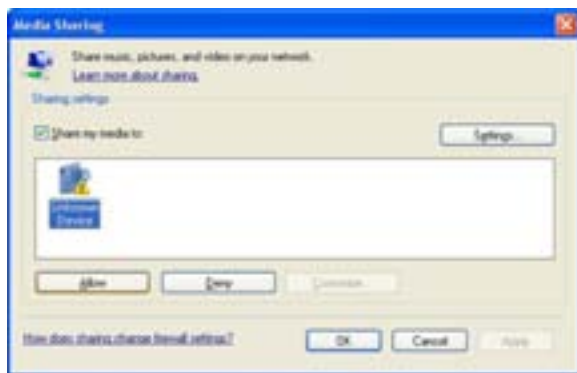 Media Sharing
Share music, pictures, and video on your network.
Learn more about sharing.
Sharing settings
Share my media to:
Settings...
Unknown
Device
Allow
Deny
Customize...
How does sharing change firewall settings?
OK
Cancel
Apply